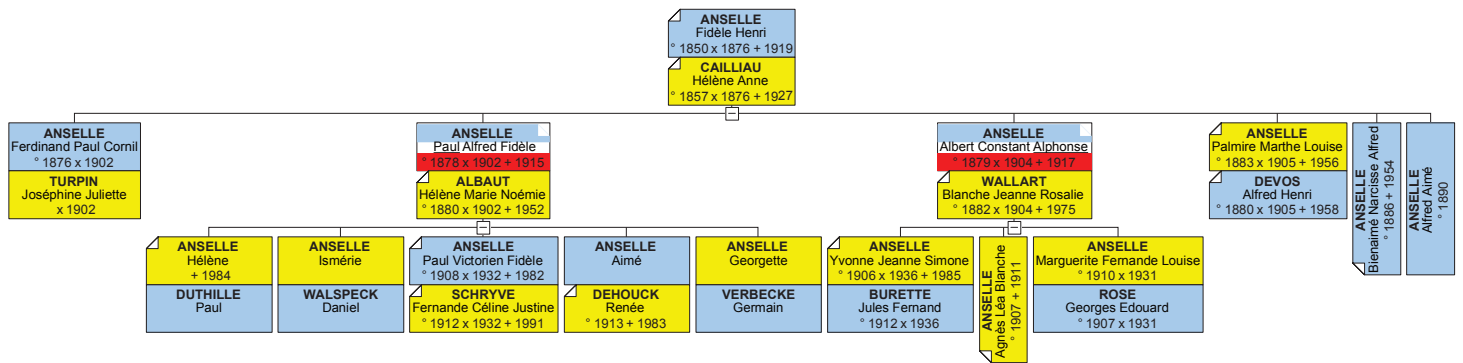 ANSELLE
Fidèle Henri
° 1850 x 1876 + 1919
CAILLIAU
Hélène Anne
° 1857 x 1876 + 1927
ANSELLE
Ferdinand Paul Cornil
° 1876 x 1902
TURPIN
Joséphine Juliette
x 1902
ANSELLE
Paul Alfred Fidèle
° 1878 x 1902 + 1915
ALBAUT
Hélène Marie Noémie
° 1880 x 1902 + 1952
ANSELLE
Albert Constant Alphonse
° 1879 x 1904 + 1917
WALLART
Blanche Jeanne Rosalie
° 1882 x 1904 + 1975
ANSELLE
Palmire Marthe Louise
° 1883 x 1905 + 1956
DEVOS
Alfred Henri
° 1880 x 1905 + 1958
ANSELLE
Bienaimé Narcisse Alfred
° 1886 + 1954
ANSELLE
Alfred Aimé
° 1890
ANSELLE
Hélène
+ 1984
DUTHILLE
Paul
ANSELLE
Ismérie
WALSPECK
Daniel
ANSELLE
Paul Victorien Fidèle
° 1908 x 1932 + 1982
SCHRYVE
Fernande Céline Justine
° 1912 x 1932 + 1991
ANSELLE
Aimé
DEHOUCK
Renée
° 1913 + 1983
ANSELLE
Georgette
VERBECKE
Germain
ANSELLE
Yvonne Jeanne Simone
° 1906 x 1936 + 1985
BURETTE
Jules Fernand
° 1912 x 1936
ANSELLE
Agnès Léa Blanche
° 1907 + 1911
ANSELLE
Marguerite Fernande Louise
° 1910 x 1931
ROSE
Georges Edouard
° 1907 x 1931